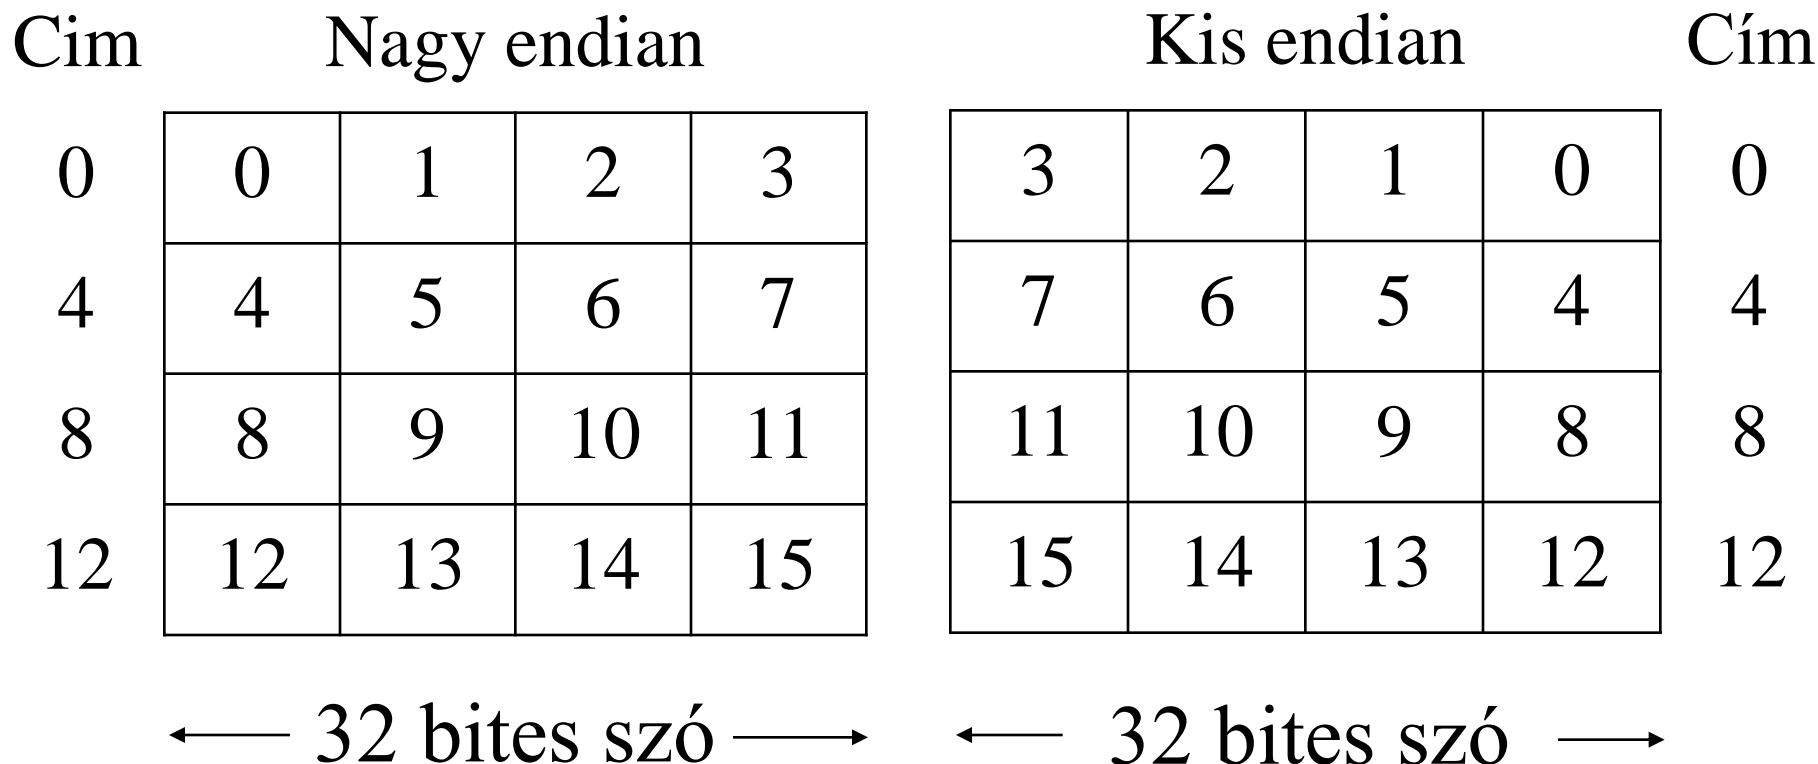 Cim Nagy endian Kis endian Cím
0 0 1 2 3 3 2 1 0 0
4 4 5 6 7 7 6 5 4 4
8 8 9 10 11 11 10 9 8 8
12 12 13 14 15 15 14 13 12 12
32 bites szó 32 bites szó